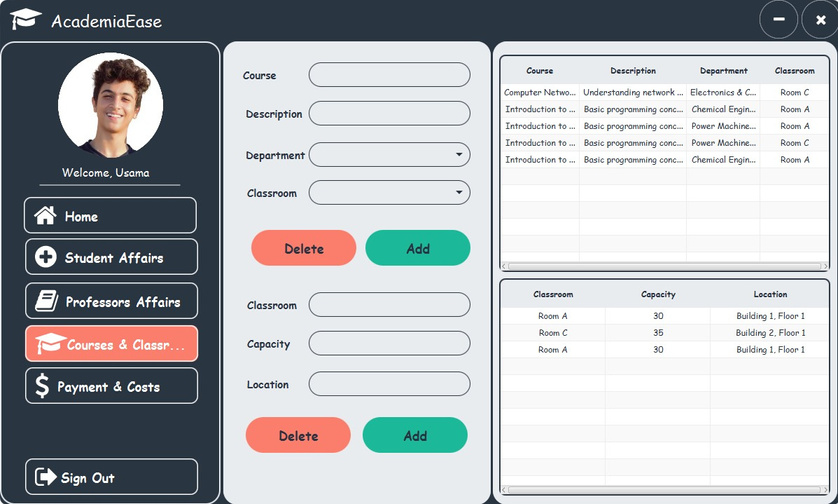 AcademiaEase
Welcome, Usama
Home
Student Affairs
Professors Affairs
Courses & Classr...
Payment & Costs
Sign Out
Course
Description
Department
Classroom
Delete Add
Classroom
Capacity
Location
Delete Add
Course Description Department Classroom
Computer Netwo... Understanding network ... Electronics & C... Room C
Introduction to ... Basic programming conc... Chemical Engin... Room A
Introduction to ... Basic programming conc... Power Machine... Room A
Introduction to ... Basic programming conc... Power Machine... Room C
Introduction to ... Basic programming conc... Chemical Engin... Room A
Classroom Capacity Location
Room A 30 Building 1, Floor 1
Room C 35 Building 2, Floor 1
Room A 30 Building 1, Floor 1